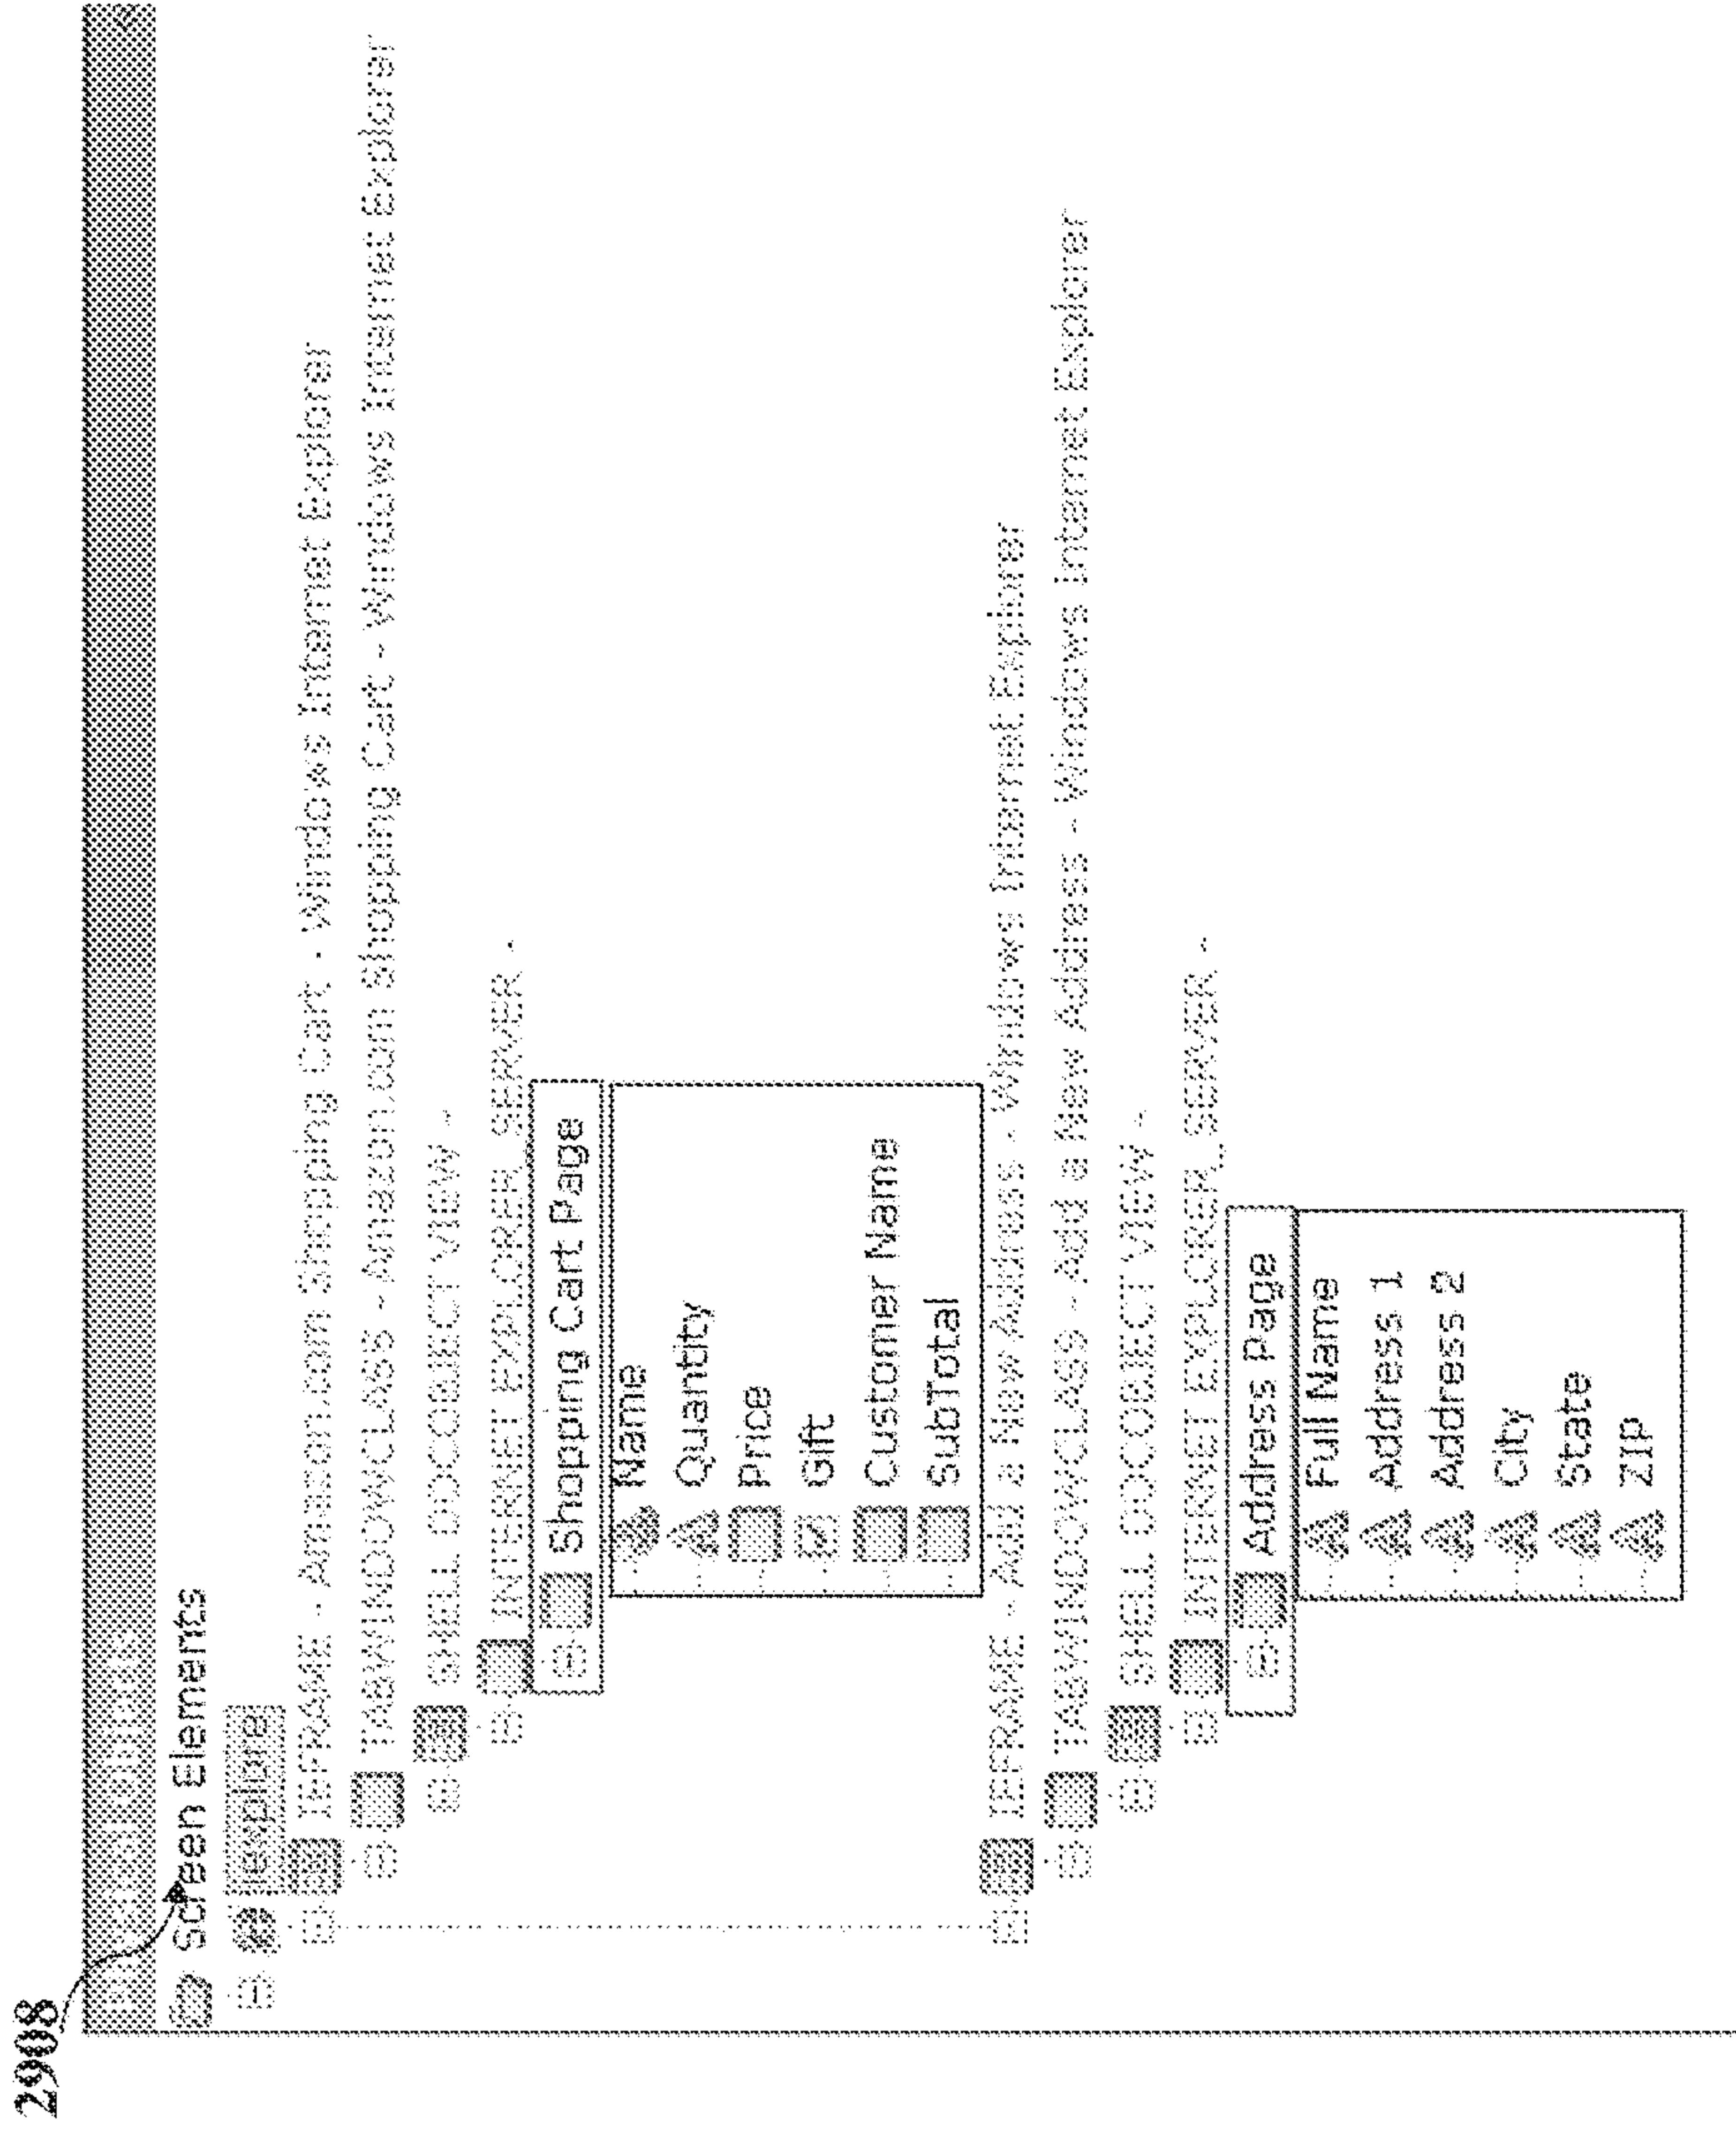 2908
Screen Elements
iexplore
IEFRAME - Amazon.com Shopping Cart - Windows Internet Explorer
TABWINDOWCLASS - Amazon.com Shopping Cart - Windows Internet Explorer
SHELL DOCOBJECT VIEW -
INTERNET EXPLORER_SERVER -
Shopping Cart Page
Name
Quantity
Price
Gift
Customer Name
SubTotal
IEFRAME - Add a New Address - Windows Internet Explorer
TABWINDOWCLASS - Add a New Address - Windows Internet Explorer
SHELL DOCOBJECT VIEW -
INTERNET EXPLORER_SERVER -
Address Page
Full Name
Address 1
Address 2
City
State
ZIP